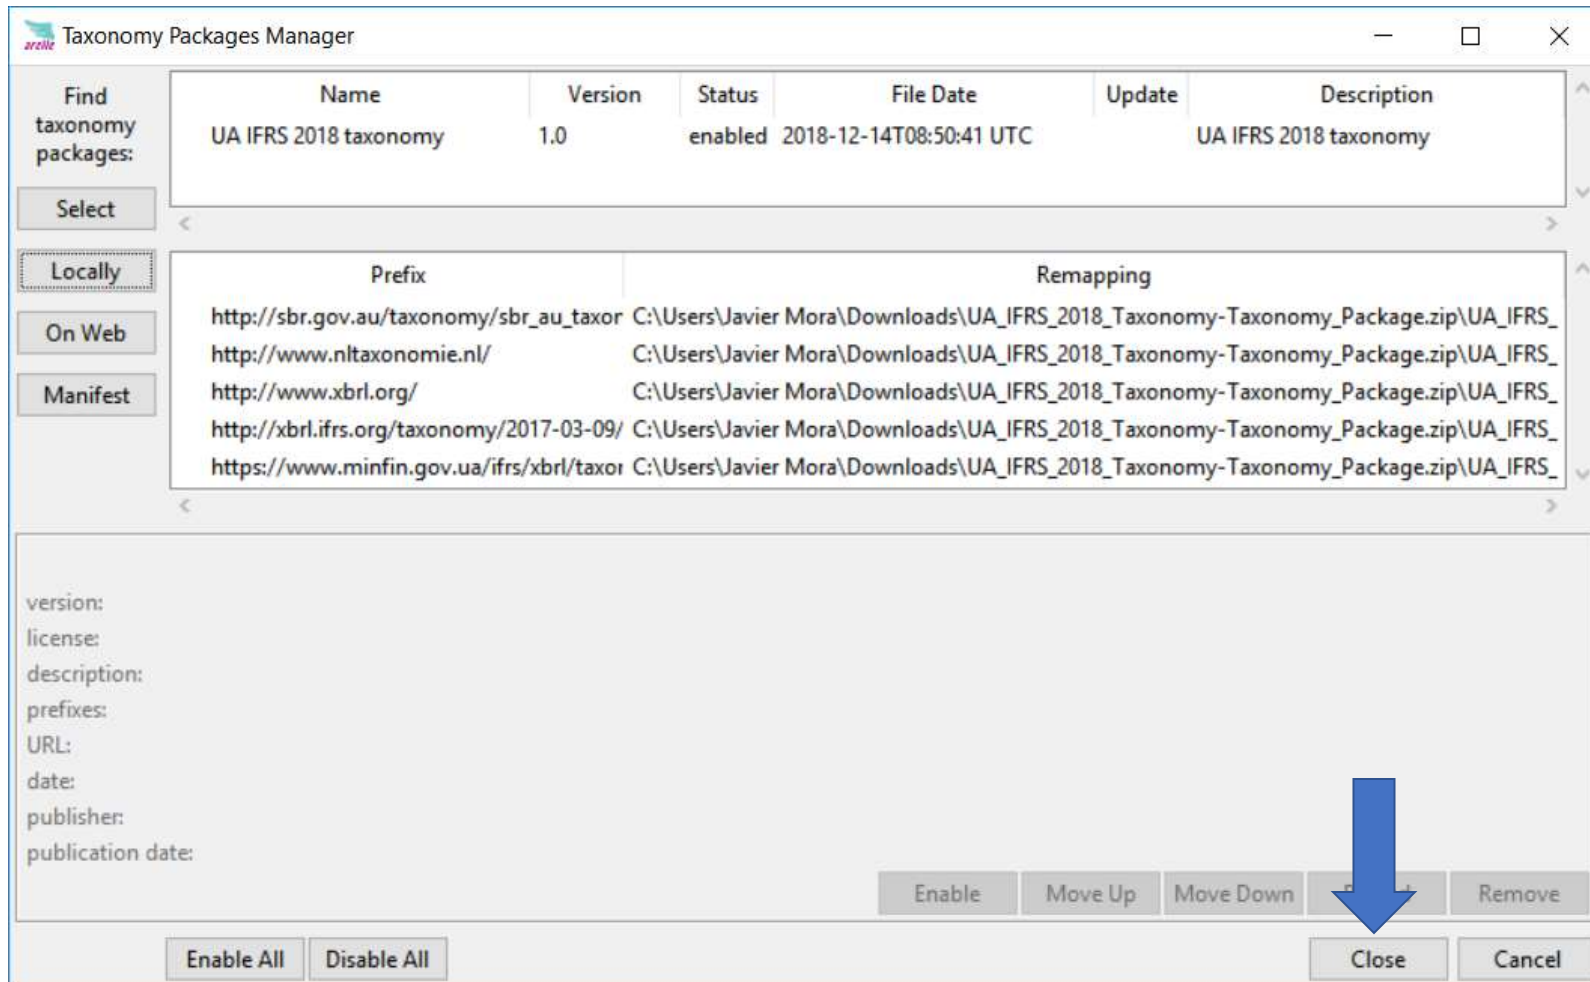 arelle Taxonomy Packages Manager
Find taxonomy packages:
Select
Locally
On Web
Manifest
Name Version Status File Date Update Description
UA IFRS 2018 taxonomy 1.0 enabled 2018-12-14T08:50:41 UTC UA IFRS 2018 taxonomy
Prefix Remapping
http://sbr.gov.au/taxonomy/sbr_au_taxor C:\Users\Javier Mora\Downloads\UA_IFRS_2018_Taxonomy-Taxonomy_Package.zip\UA_IFRS_
http://www.nltaxonomie.nl/ C:\Users\Javier Mora\Downloads\UA_IFRS_2018_Taxonomy-Taxonomy_Package.zip\UA_IFRS_
http://www.xbrl.org/ C:\Users\Javier Mora\Downloads\UA_IFRS_2018_Taxonomy-Taxonomy_Package.zip\UA_IFRS_
http://xbrl.ifrs.org/taxonomy/2017-03-09/ C:\Users\Javier Mora\Downloads\UA_IFRS_2018_Taxonomy-Taxonomy_Package.zip\UA_IFRS_
https://www.minfin.gov.ua/ifrs/xbrl/taxor C:\Users\Javier Mora\Downloads\UA_IFRS_2018_Taxonomy-Taxonomy_Package.zip\UA_IFRS_
version:
license:
description:
prefixes:
URL:
date:
publisher:
publication date:
Enable Move Up Move Down Remove
Enable All Disable All Close Cancel